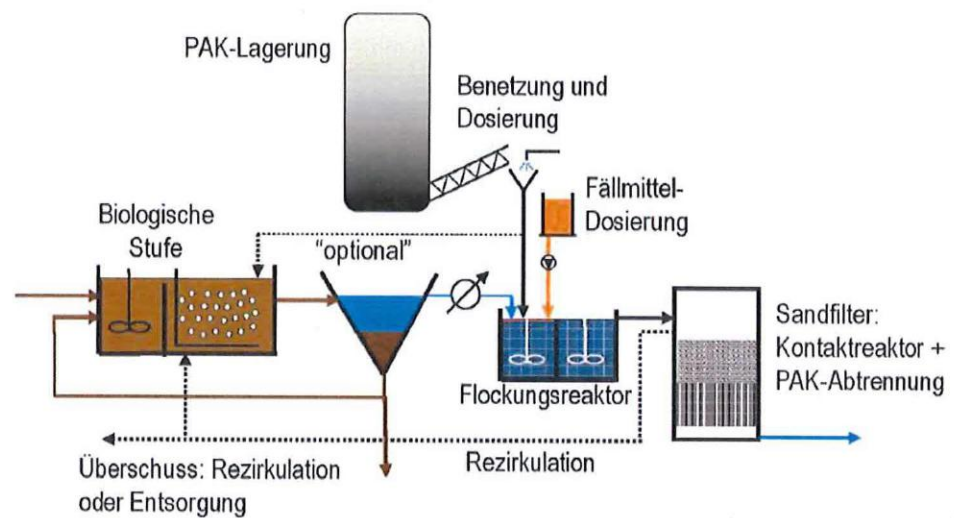 PAK-Lagerung
Benetzung und
Dosierung
Fällmittel-
Dosierung
Biologische
Stufe
"optional"
Sandfilter:
Kontaktreaktor +
PAK-Abtrennung
Flockungsreaktor
Rezirkulation
Überschuss: Rezirkulation
oder Entsorgung